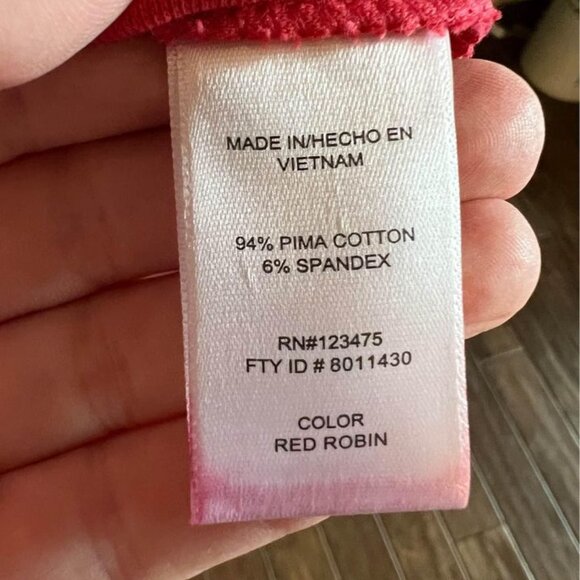 MADE IN/HECHO EN
VIETNAM
94% PIMA COTTON
6% SPANDEX
RN#123475
FTY ID # 8011430
COLOR
RED ROBIN